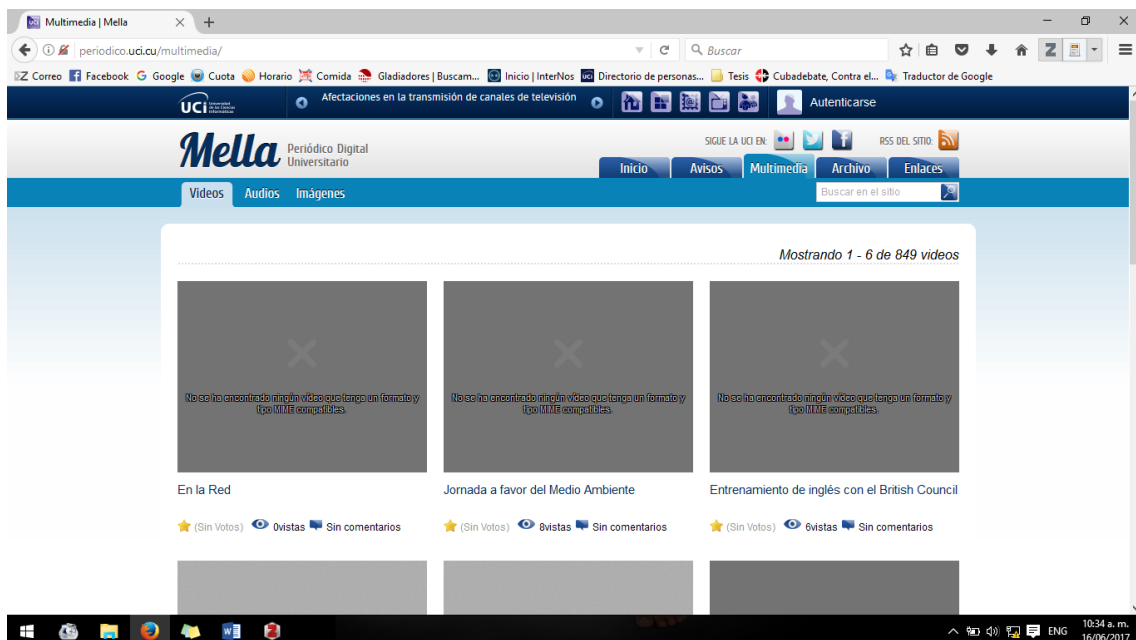 Multimedia | Mella
periodico.uci.cu/multimedia/
Buscar
Z Correo Facebook Google Cuota Horario Comida Gladiadores | Buscam... Inicio | InterNos Directorio de personas... Tesis Cubadebate, Contra el... Traductor de Google
UCi Afectaciones en la transmisión de canales de televisión Autenticarse
Mella Periódico Digital
Universitario
SIGUE LA UCI EN: RSS DEL SITIO:
Inicio Avisos Multimedia Archivo Enlaces
Videos Audios Imágenes Buscar en el sitio
Mostrando 1 - 6 de 849 videos
No se ha encontrado ningún vídeo que tenga un formato y
tipo MIME compatibles.
No se ha encontrado ningún vídeo que tenga un formato y
tipo MIME compatibles.
No se ha encontrado ningún vídeo que tenga un formato y
tipo MIME compatibles.
En la Red Jornada a favor del Medio Ambiente Entrenamiento de inglés con el British Council
(Sin Votos) 0vistas Sin comentarios (Sin Votos) 8vistas Sin comentarios (Sin Votos) 6vistas Sin comentarios
ENG 10:34 a. m.
16/06/2017